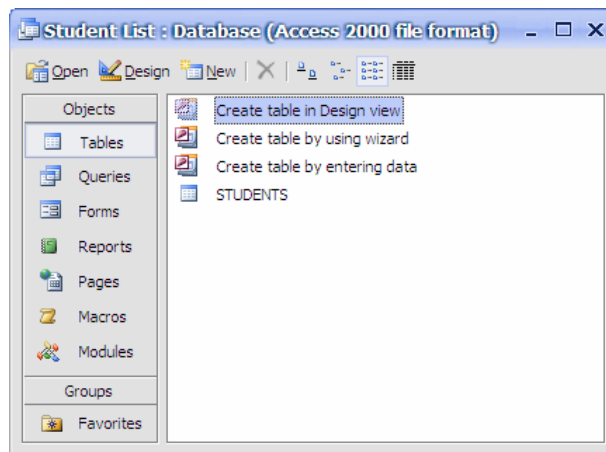 Student List : Database (Access 2000 file format)
Open Design New
Objects
Tables
Queries
Forms
Reports
Pages
Macros
Modules
Groups
Favorites
Create table in Design view
Create table by using wizard
Create table by entering data
STUDENTS